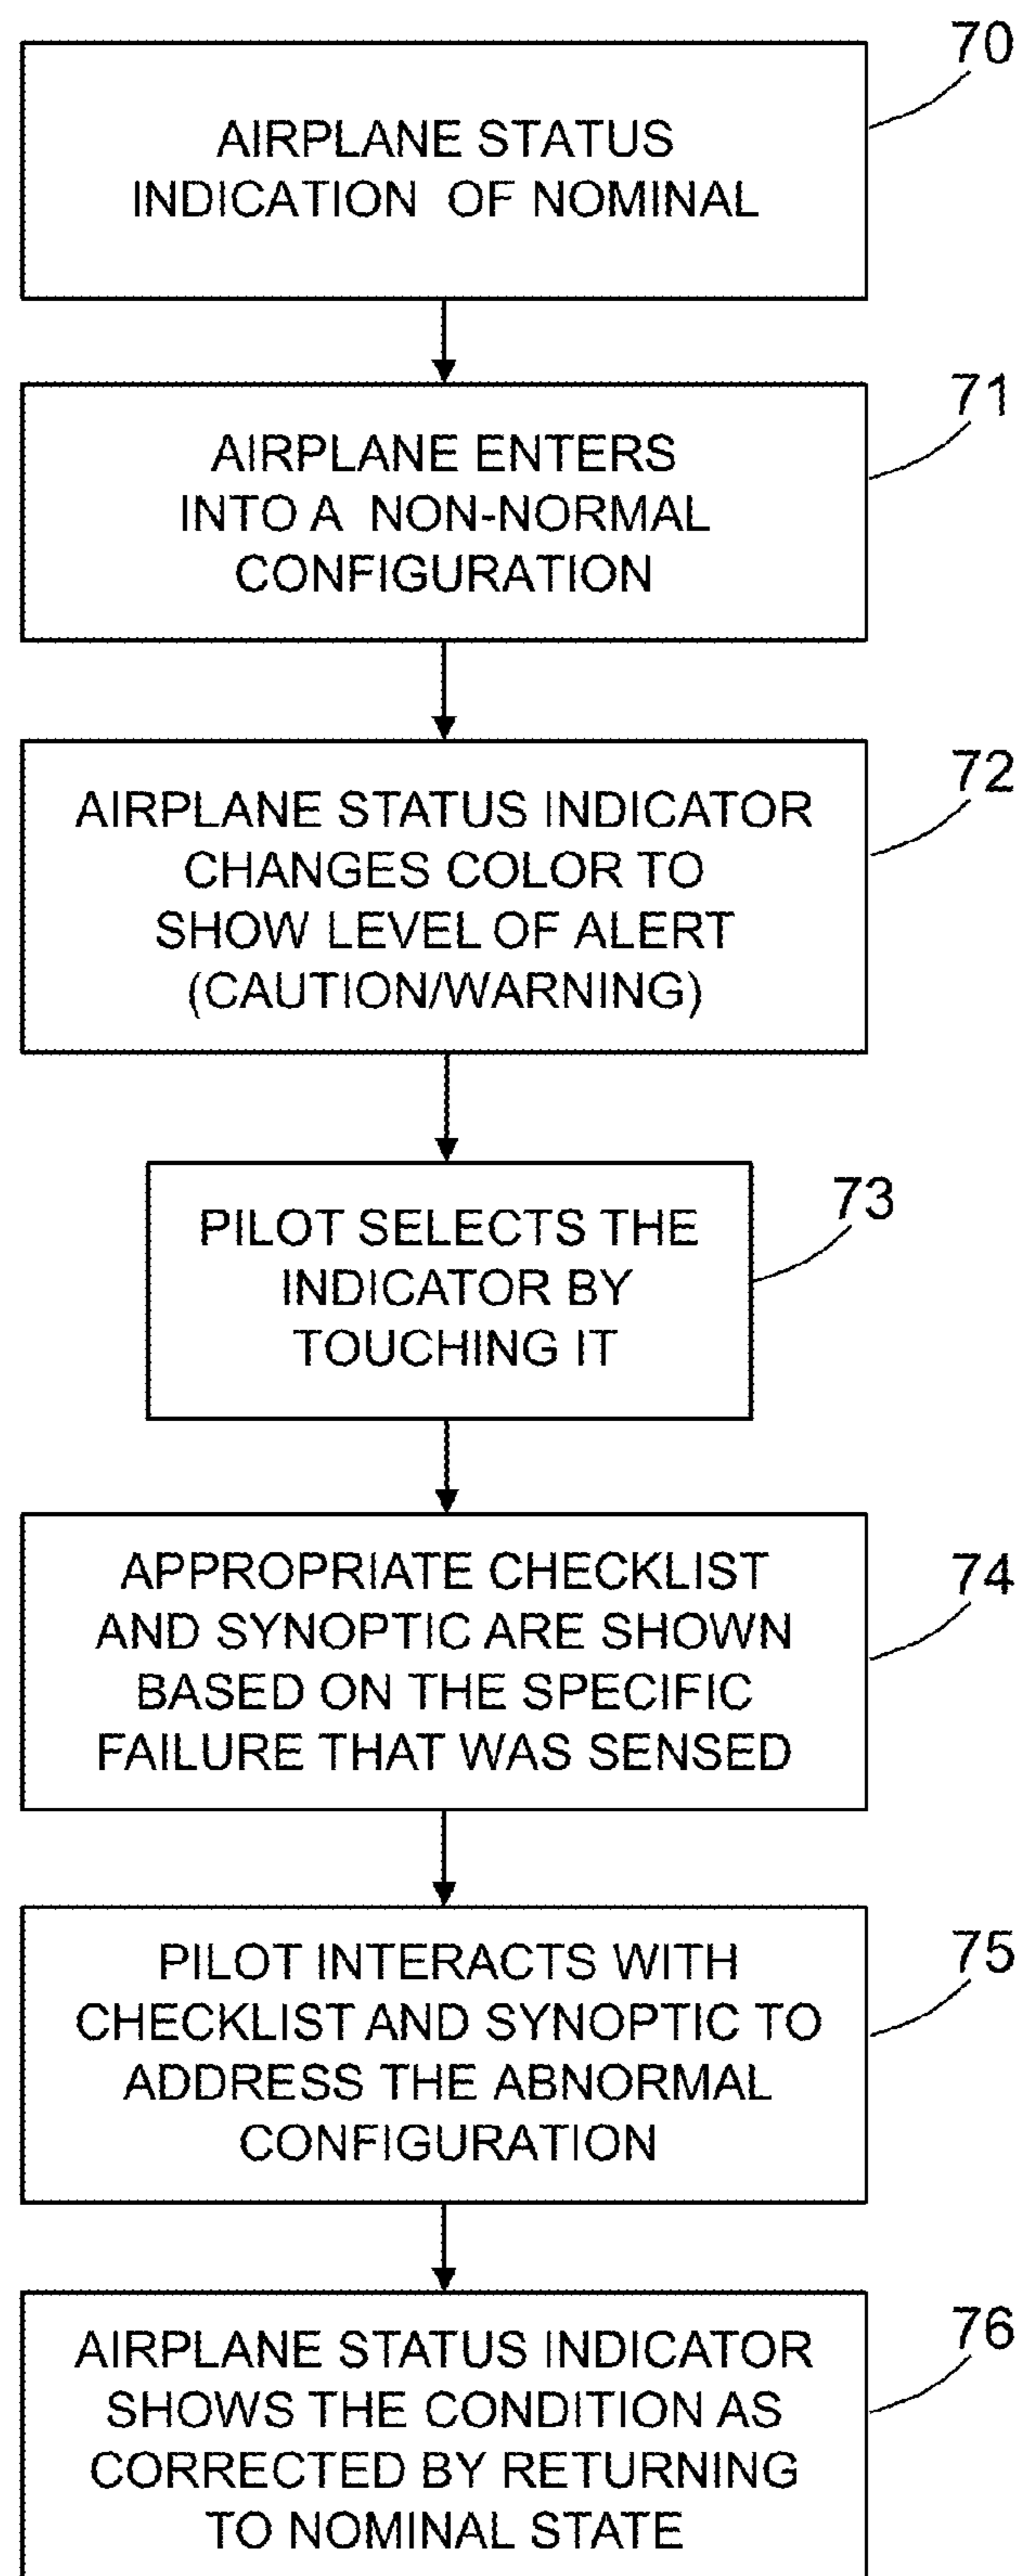 70
AIRPLANE STATUS
INDICATION OF NOMINAL
71
AIRPLANE ENTERS
INTO A NON-NORMAL
CONFIGURATION
72
AIRPLANE STATUS INDICATOR
CHANGES COLOR TO
SHOW LEVEL OF ALERT
(CAUTION/WARNING)
73
PILOT SELECTS THE
INDICATOR BY
TOUCHING IT
74
APPROPRIATE CHECKLIST
AND SYNOPTIC ARE SHOWN
BASED ON THE SPECIFIC
FAILURE THAT WAS SENSED
75
PILOT INTERACTS WITH
CHECKLIST AND SYNOPTIC TO
ADDRESS THE ABNORMAL
CONFIGURATION
76
AIRPLANE STATUS INDICATOR
SHOWS THE CONDITION AS
CORRECTED BY RETURNING
TO NOMINAL STATE